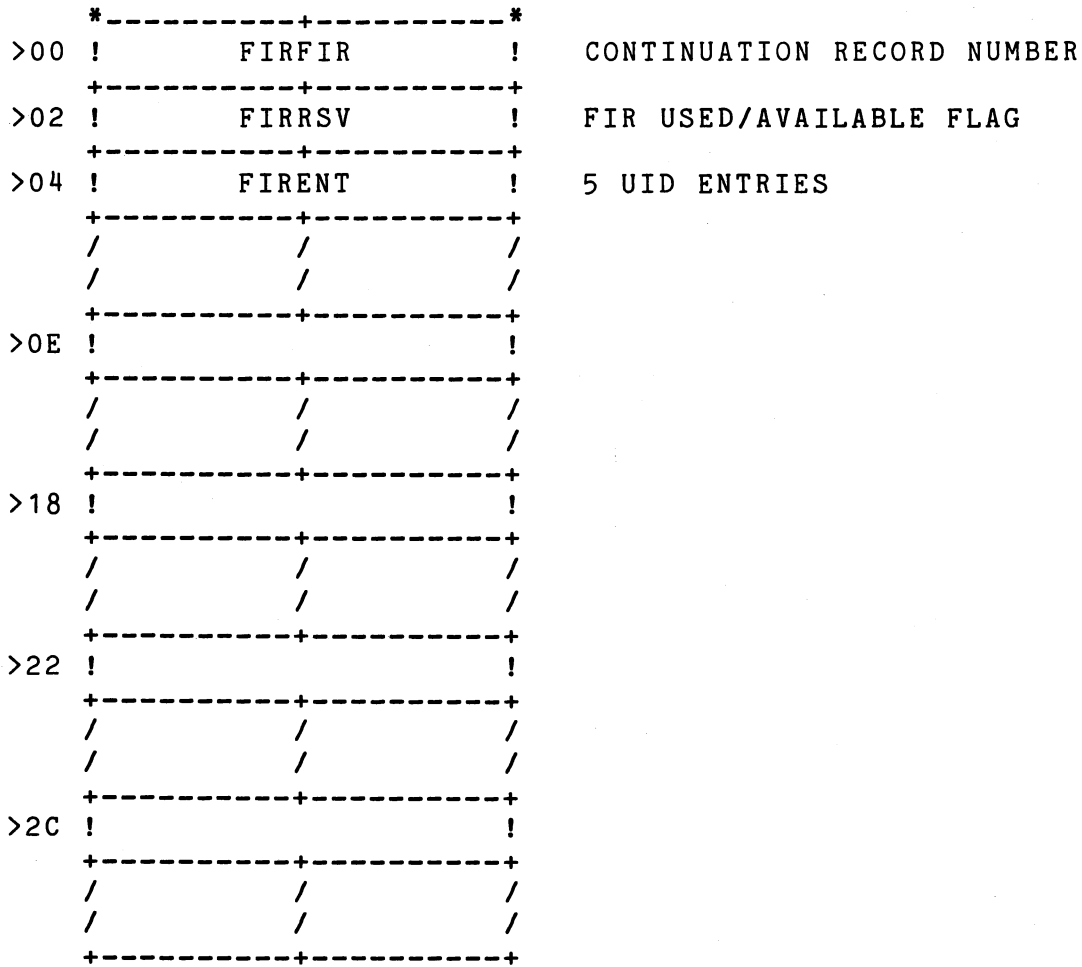 *----------+----------*
>00 !       FIRFIR        !   CONTINUATION RECORD NUMBER
+----------+----------+
>02 !       FIRRSV        !   FIR USED/AVAILABLE FLAG
+----------+----------+
>04 !       FIRENT        !   5 UID ENTRIES
+----------+----------+
/          /          /
/          /          /
+----------+----------+
>0E !                     !
+----------+----------+
/          /          /
/          /          /
+----------+----------+
>18 !                     !
+----------+----------+
/          /          /
/          /          /
+----------+----------+
>22 !                     !
+----------+----------+
/          /          /
/          /          /
+----------+----------+
>2C !                     !
+----------+----------+
/          /          /
/          /          /
+----------+----------+